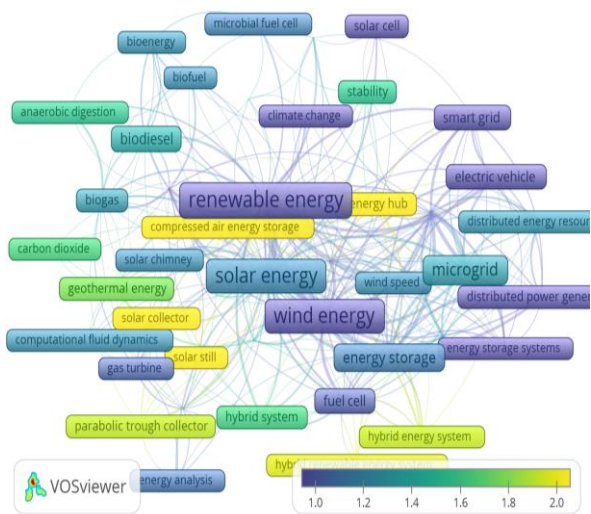 microbial fuel cell
solar cell
bioenergy
biofuel
stability
anaerobic digestion
climate change
smart grid
biodiesel
electric vehicle
renewable energy
energy hub
biogas
compressed air energy storage
distributed energy resour
carbon dioxide
solar chimney
solar energy
wind speed
microgrid
geothermal energy
distributed power gener
solar collector
wind energy
computational fluid dynamics
solar still
energy storage
energy storage systems
gas turbine
fuel cell
parabolic trough collector
hybrid system
hybrid energy system
hybrid renewable energy system
energy analysis
VOSviewer
1.0 1.2 1.4 1.6 1.8 2.0